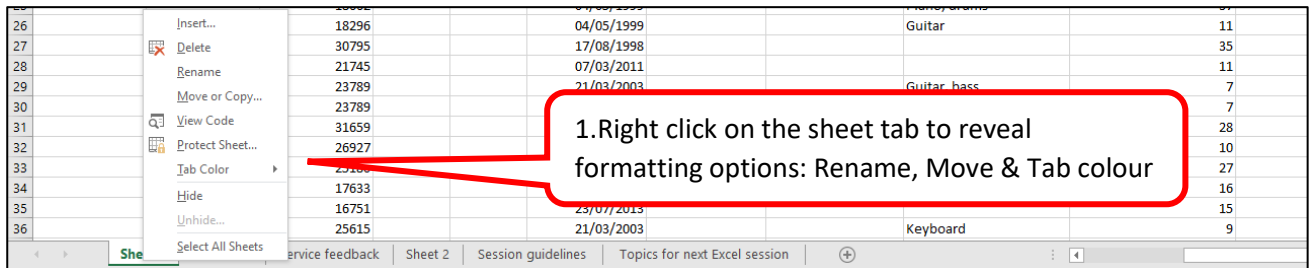 26 Insert... 18296 04/05/1999 Guitar 11
27 Delete 30795 17/08/1998 35
28 Rename 21745 07/03/2011 11
29 Move or Copy... 23789 21/03/2003 Guitar, bass 7
30 23789 7
31 View Code 31659 28
32 Protect Sheet... 26927 10
33 Tab Color 27
34 Hide 17633 16
35 Unhide... 16751 23/07/2013 15
36 25615 21/03/2003 Keyboard 9
Select All Sheets
1.Right click on the sheet tab to reveal
formatting options: Rename, Move & Tab colour
She ervice feedback Sheet 2 Session guidelines Topics for next Excel session